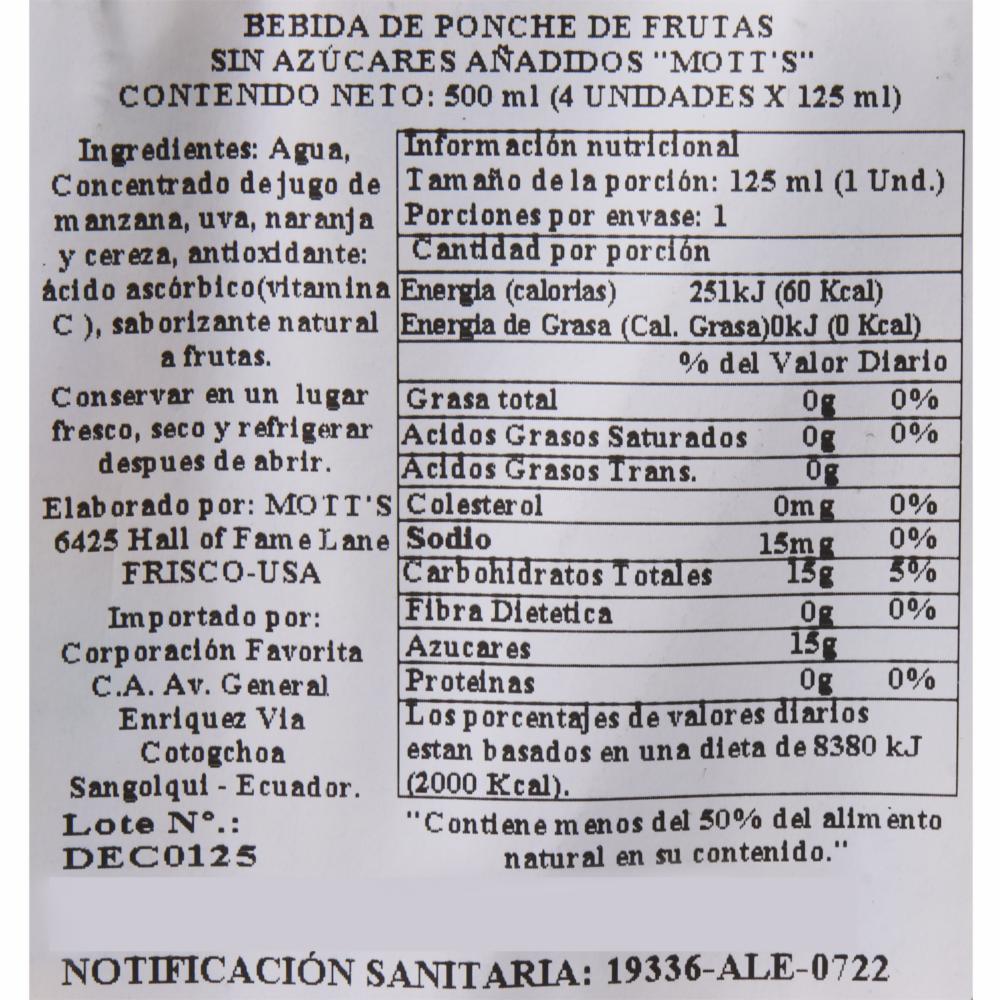 BEBIDA DE PONCHE DE FRUTAS
SIN AZÚCARES AÑADIDOS "MOTT'S"
CONTENIDO NETO: 500 ml (4 UNIDADES X 125 ml)
Ingredientes: Agua,
Concentrado de jugo de
manzana, uva, naranja
y cereza, antioxidante:
ácido ascórbico(vitamina
C ), saborizante natural
a frutas.
Conservar en un lugar
fresco, seco y refrigerar
despues de abrir.
Elaborado por: MOTT'S
6425 Hall of Fame Lane
FRISCO-USA
Importado por:
Corporación Favorita
C.A. Av. General
Enriquez Via
Cotogchoa
Sangolqui - Ecuador.
Lote N°.:
DEC0125
Información nutricional
Tamaño de la porción: 125 ml (1 Und.)
Porciones por envase: 1
Cantidad por porción
Energia (calorias) 251kJ (60 Kcal)
Energia de Grasa (Cal. Grasa)0kJ (0 Kcal)
% del Valor Diario
Grasa total 0g 0%
Acidos Grasos Saturados 0g 0%
Acidos Grasos Trans. 0g
Colesterol 0mg 0%
Sodio 15mg 0%
Carbohidratos Totales 15g 5%
Fibra Dietetica 0g 0%
Azucares 15g
Proteinas 0g 0%
Los porcentajes de valores diarios
estan basados en una dieta de 8380 kJ
(2000 Kcal).
"Contiene menos del 50% del alimento
natural en su contenido."
NOTIFICACIÓN SANITARIA: 19336-ALE-0722